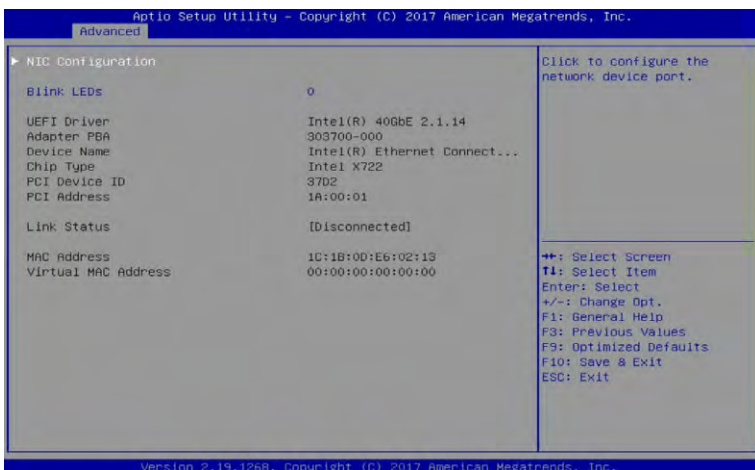 Aptio Setup Utility – Copyright (C) 2017 American Megatrends, Inc.
Advanced
▶ NIC Configuration
Blink LEDs 0
UEFI Driver Intel(R) 40GbE 2.1.14
Adapter PBA 303700-000
Device Name Intel(R) Ethernet Connect...
Chip Type Intel X722
PCI Device ID 37D2
PCI Address 1A:00:01
Link Status [Disconnected]
MAC Address 1C:1B:0D:E6:02:13
Virtual MAC Address 00:00:00:00:00:00
Click to configure the
network device port.
→←: Select Screen
↑↓: Select Item
Enter: Select
+/-: Change Opt.
F1: General Help
F3: Previous Values
F9: Optimized Defaults
F10: Save & Exit
ESC: Exit
Version 2.19.1268. Copyright (C) 2017 American Megatrends, Inc.